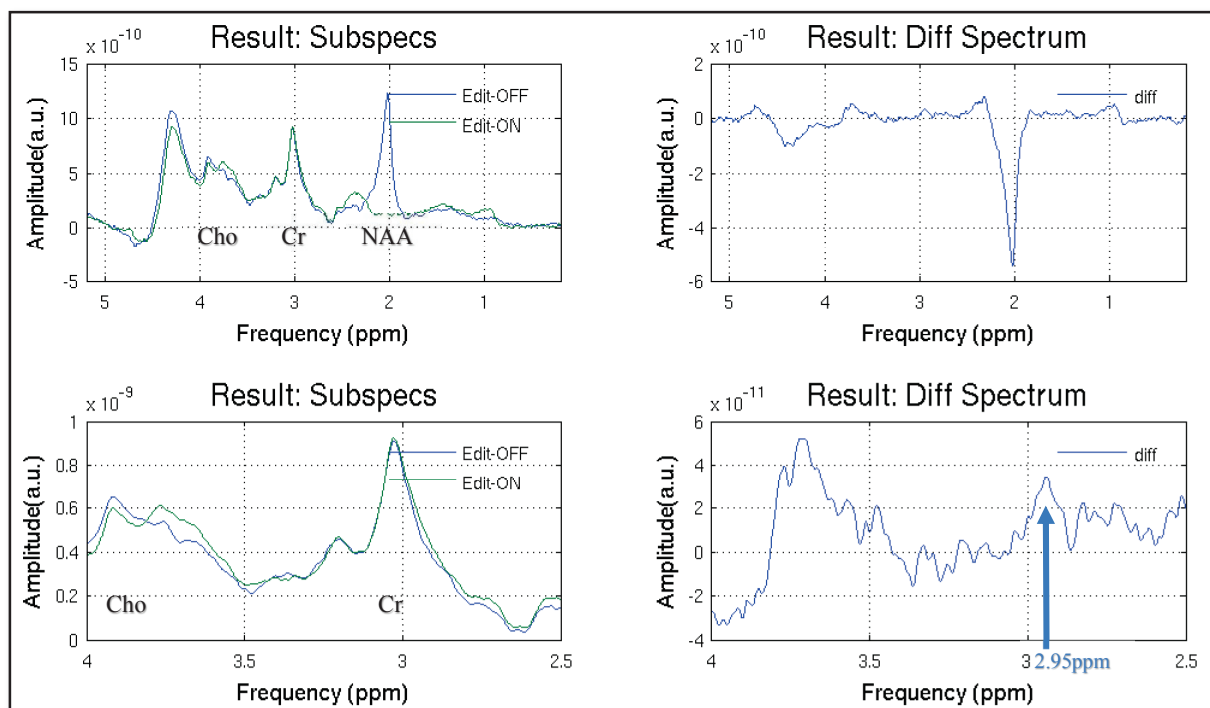 Result: Subspecs
x 10^-10
Amplitude(a.u.)
15
10
5
0
-5
Edit-OFF
Edit-ON
Cho
Cr
NAA
5
4
3
2
1
Frequency (ppm)
Result: Diff Spectrum
x 10^-10
Amplitude(a.u.)
2
0
-2
-4
-6
diff
5
4
3
2
1
Frequency (ppm)
Result: Subspecs
x 10^-9
Amplitude(a.u.)
1
0.8
0.6
0.4
0.2
0
Edit-OFF
Edit-ON
Cho
Cr
4
3.5
3
2.5
Frequency (ppm)
Result: Diff Spectrum
x 10^-11
Amplitude(a.u.)
6
4
2
0
-2
-4
diff
4
3.5
3
2.5
2.95ppm
Frequency (ppm)